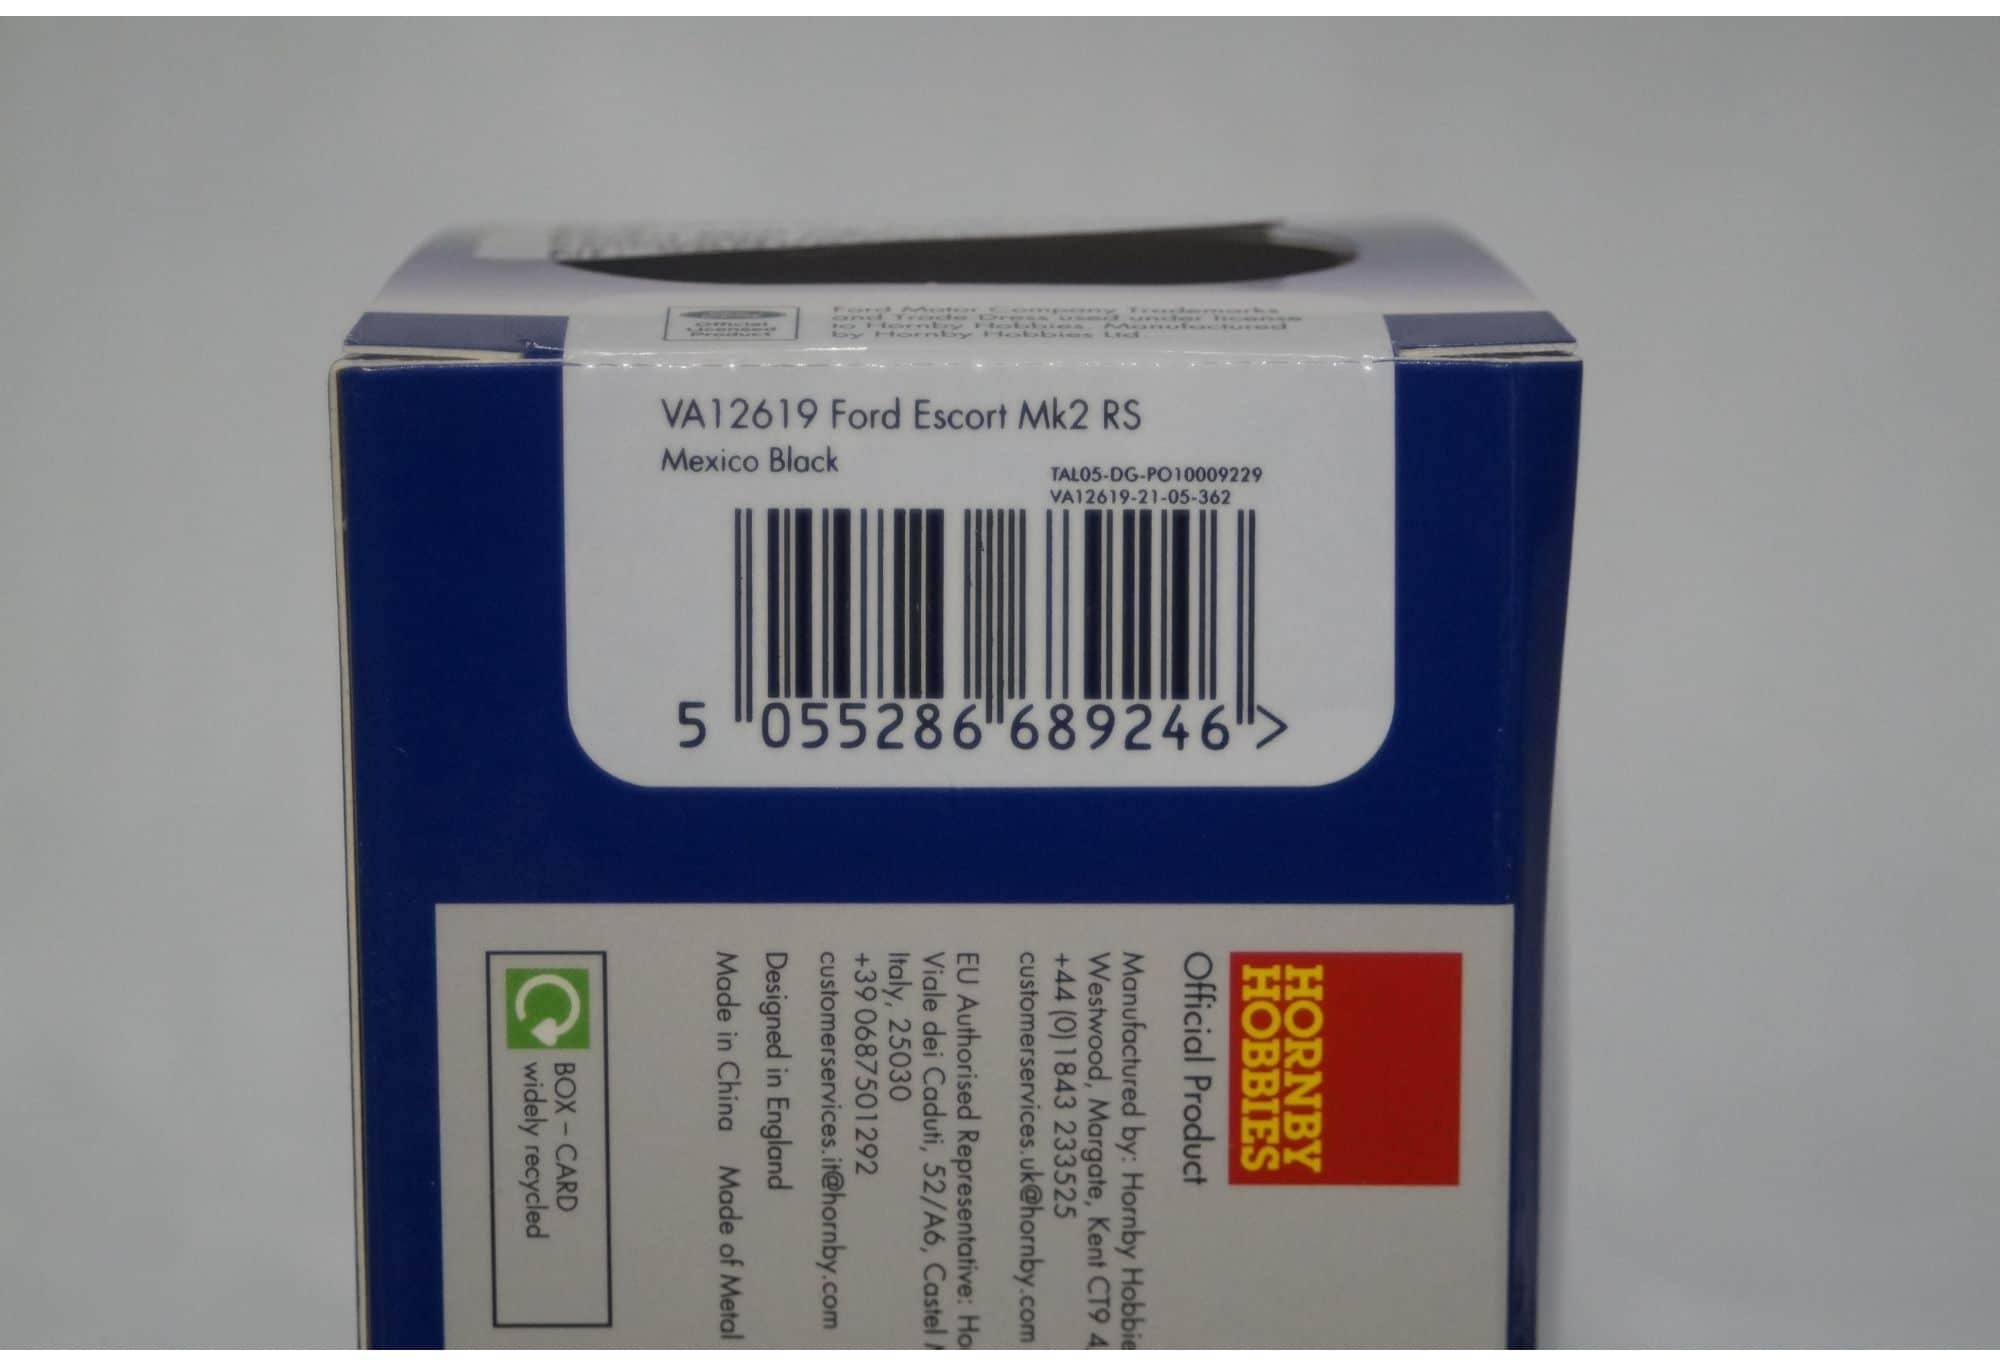 Official
Licensed
Product
Ford Motor Company Trademarks
and Trade Dress used under license
to Hornby Hobbies. Manufactured
by Hornby Hobbies Ltd.
VA12619 Ford Escort Mk2 RS
Mexico Black
TAL05-DG-PO10009229
VA12619-21-05-362
5 055286 689246 >
HORNBY
HOBBIES
Official Product
Manufactured by: Hornby
Westwood, Margate, Kent CT9
+44 (0)1843 233525
customerservices.uk@hornby.com
EU Authorised Representative:
Viale dei Caduti, 52/A6, Castel
Italy, 25030
+39 0687501292
customerservices.it@hornby.com
Designed in England
Made in China Made of Metal
BOX – CARD
widely recycled